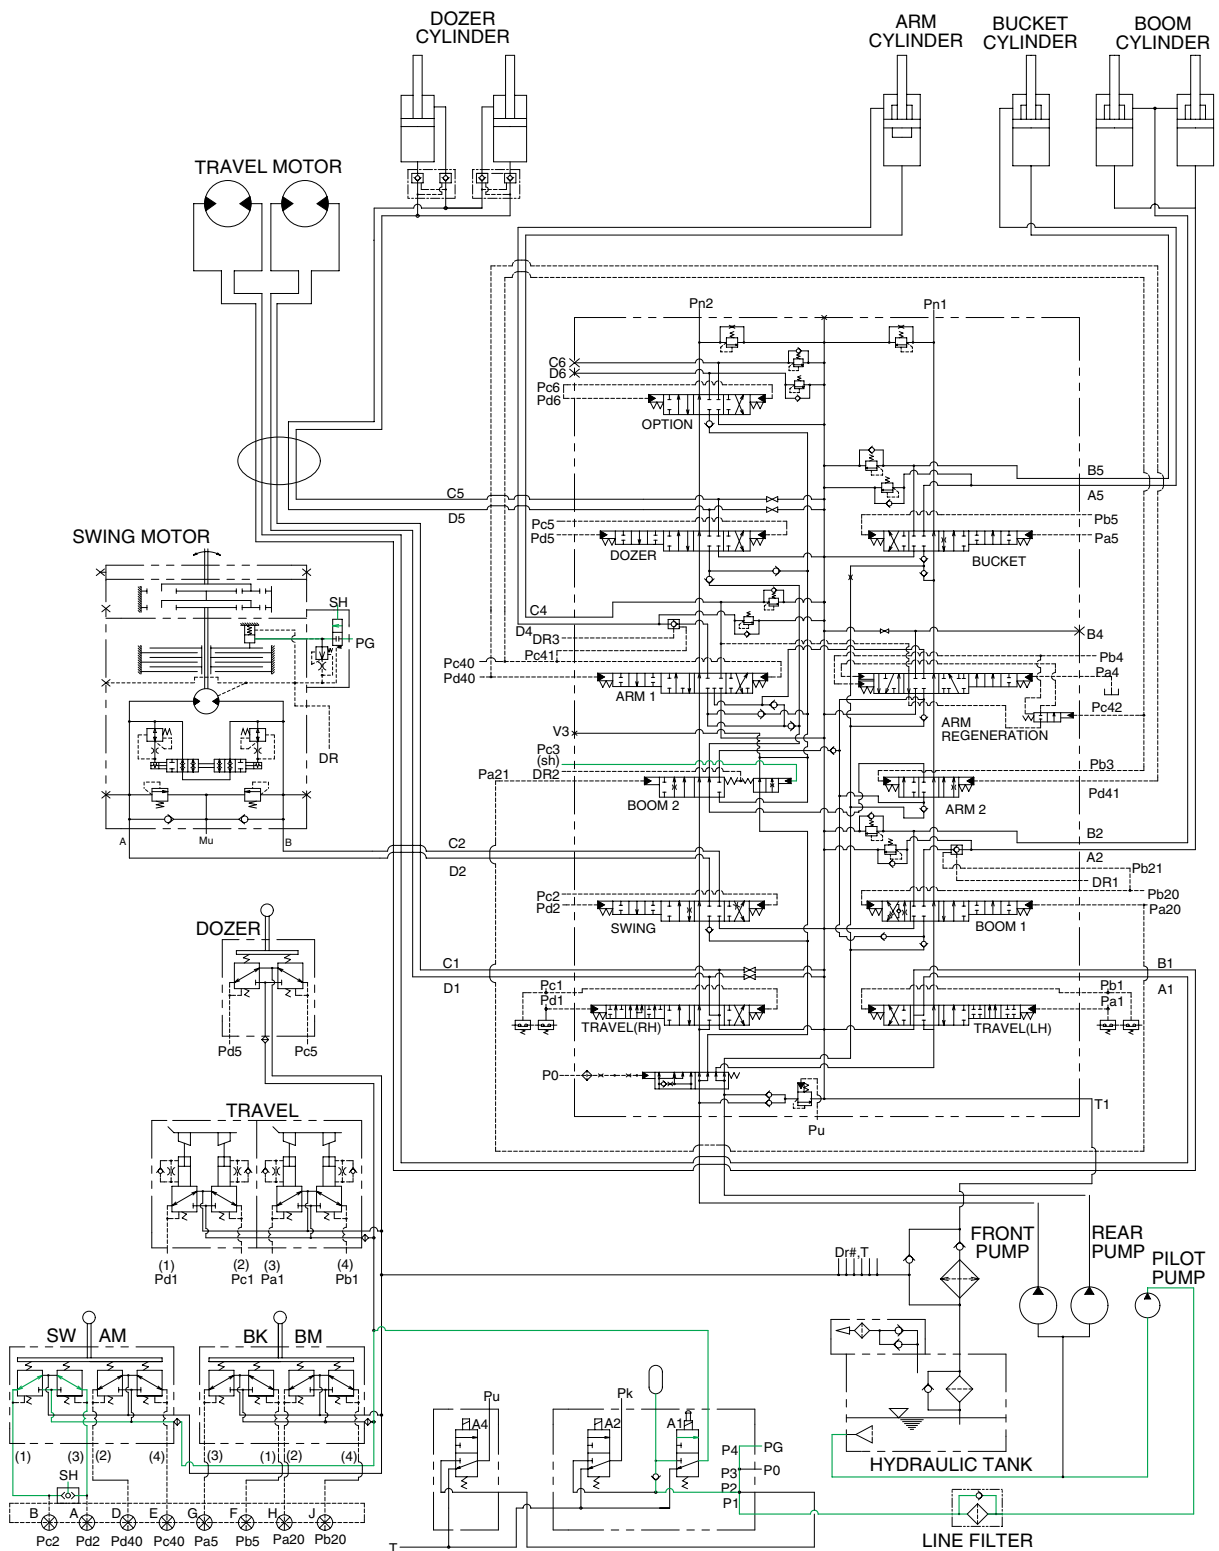 DOZER
CYLINDER
ARM
CYLINDER
BUCKET
CYLINDER
BOOM
CYLINDER
TRAVEL MOTOR
Pn2
Pn1
C6
D6
Pc6
Pd6
OPTION
B5
A5
C5
D5
Pc5
Pd5
DOZER
Pb5
Pa5
BUCKET
SWING MOTOR
SH
PG
C4
D4
DR3
Pc41
B4
Pc40
Pd40
ARM 1
Pb4
Pa4
Pc42
ARM
REGENERATION
DR
V3
Pc3
(sh)
Pa21
DR2
BOOM 2
Pb3
ARM 2
Pd41
A
Mu
B
C2
D2
B2
A2
Pb21
DR1
Pc2
Pd2
SWING
Pb20
Pa20
BOOM 1
DOZER
C1
D1
B1
A1
Pc1
Pd1
TRAVEL(RH)
Pb1
Pa1
TRAVEL(LH)
Pd5
Pc5
P0
T1
Pu
TRAVEL
(1)
Pd1
(2)
Pc1
(3)
Pa1
(4)
Pb1
Dr#,T
FRONT
PUMP
REAR
PUMP
PILOT
PUMP
SW
AM
BK
BM
Pu
A4
Pk
A2
A1
P4
PG
P3
P0
P2
P1
HYDRAULIC TANK
(1)
(3)
(2)
(4)
(3)
(1)
(2)
(4)
SH
B
A
D
E
G
F
H
J
Pc2
Pd2
Pd40
Pc40
Pa5
Pb5
Pa20
Pb20
T
LINE FILTER